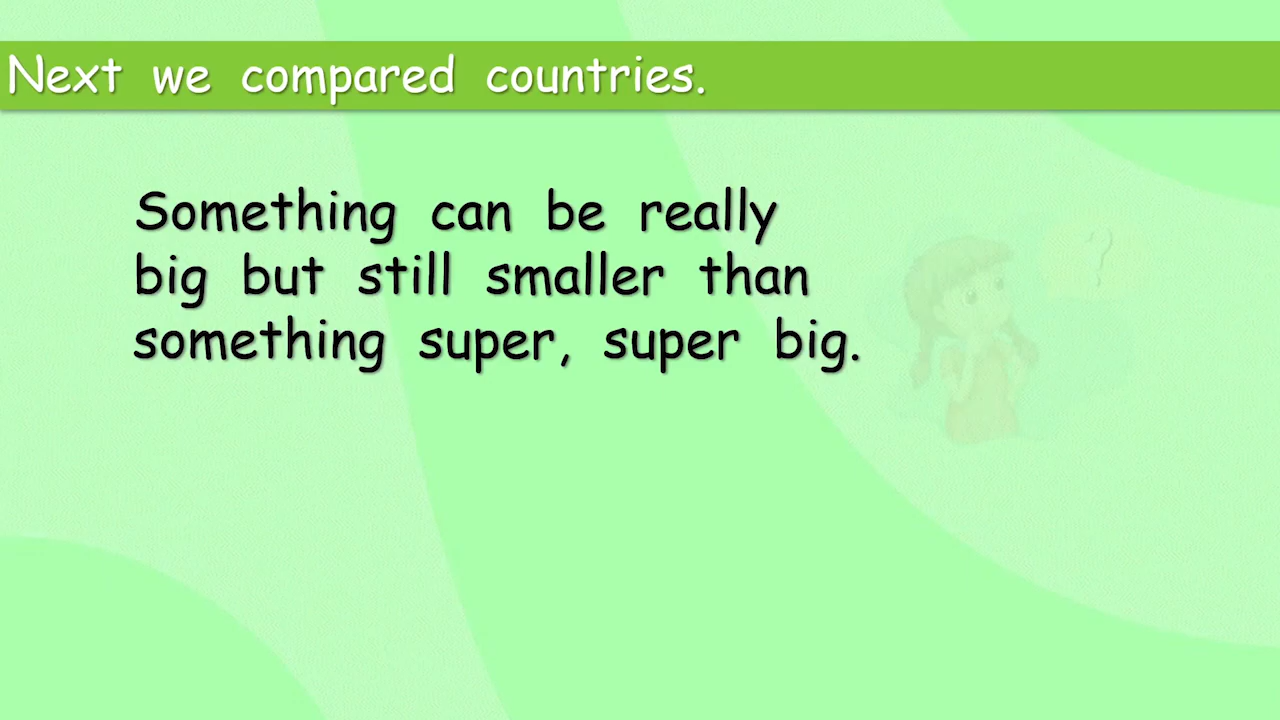 Next we compared countries.
Something can be really
big but still smaller than
something super, super big.
?